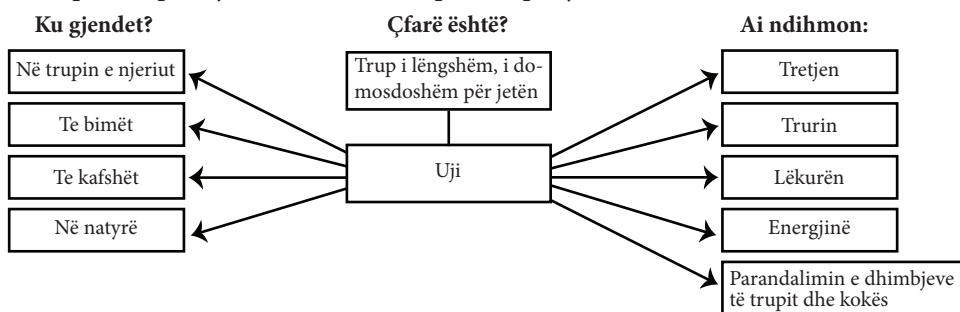 Ku gjendet?
Në trupin e njeriut
Te bimët
Te kafshët
Në natyrë
Çfarë është?
Trup i lëngshëm, i do-
mosdoshëm për jetën
Uji
Ai ndihmon:
Tretjen
Trurin
Lëkurën
Energjinë
Parandalimin e dhimbjeve
të trupit dhe kokës